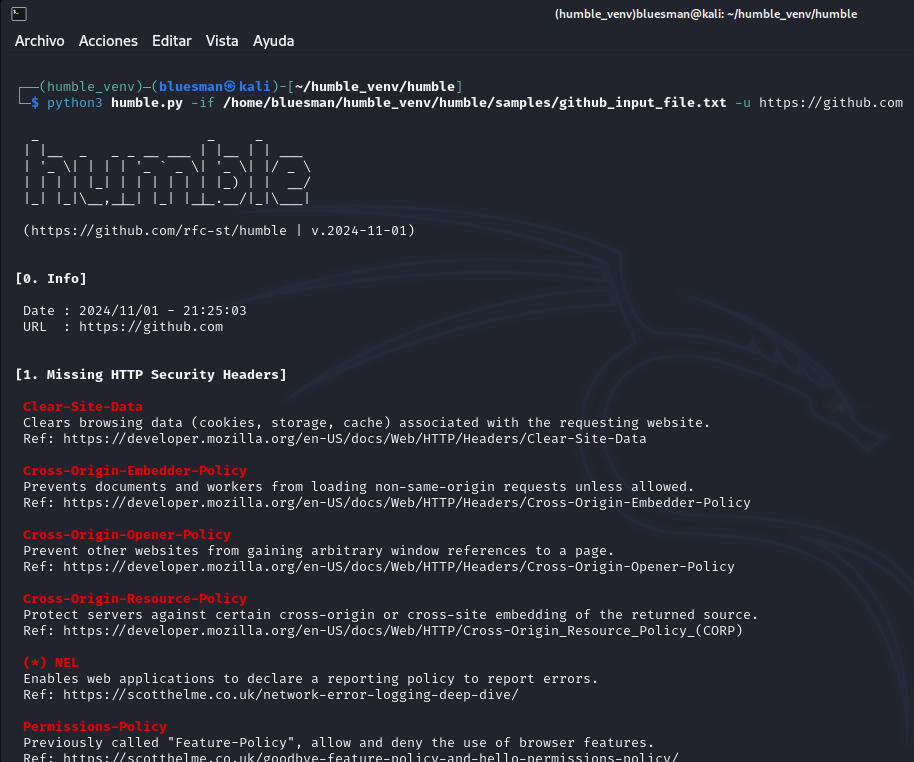 (humble_venv)bluesman@kali: ~/humble_venv/humble
Archivo Acciones Editar Vista Ayuda
┌──(humble_venv)─(bluesman㉿kali)-[~/humble_venv/humble]
└─$ python3 humble.py -if /home/bluesman/humble_venv/humble/samples/github_input_file.txt -u https://github.com
humble
(https://github.com/rfc-st/humble | v.2024-11-01)
[0. Info]
Date : 2024/11/01 - 21:25:03
URL  : https://github.com
[1. Missing HTTP Security Headers]
Clear-Site-Data
Clears browsing data (cookies, storage, cache) associated with the requesting website.
Ref: https://developer.mozilla.org/en-US/docs/Web/HTTP/Headers/Clear-Site-Data
Cross-Origin-Embedder-Policy
Prevents documents and workers from loading non-same-origin requests unless allowed.
Ref: https://developer.mozilla.org/en-US/docs/Web/HTTP/Headers/Cross-Origin-Embedder-Policy
Cross-Origin-Opener-Policy
Prevent other websites from gaining arbitrary window references to a page.
Ref: https://developer.mozilla.org/en-US/docs/Web/HTTP/Headers/Cross-Origin-Opener-Policy
Cross-Origin-Resource-Policy
Protect servers against certain cross-origin or cross-site embedding of the returned source.
Ref: https://developer.mozilla.org/en-US/docs/Web/HTTP/Cross-Origin_Resource_Policy_(CORP)
(*) NEL
Enables web applications to declare a reporting policy to report errors.
Ref: https://scotthelme.co.uk/network-error-logging-deep-dive/
Permissions-Policy
Previously called "Feature-Policy", allow and deny the use of browser features.
Ref: https://scotthelme.co.uk/goodbye-feature-policy-and-hello-permissions-policy/